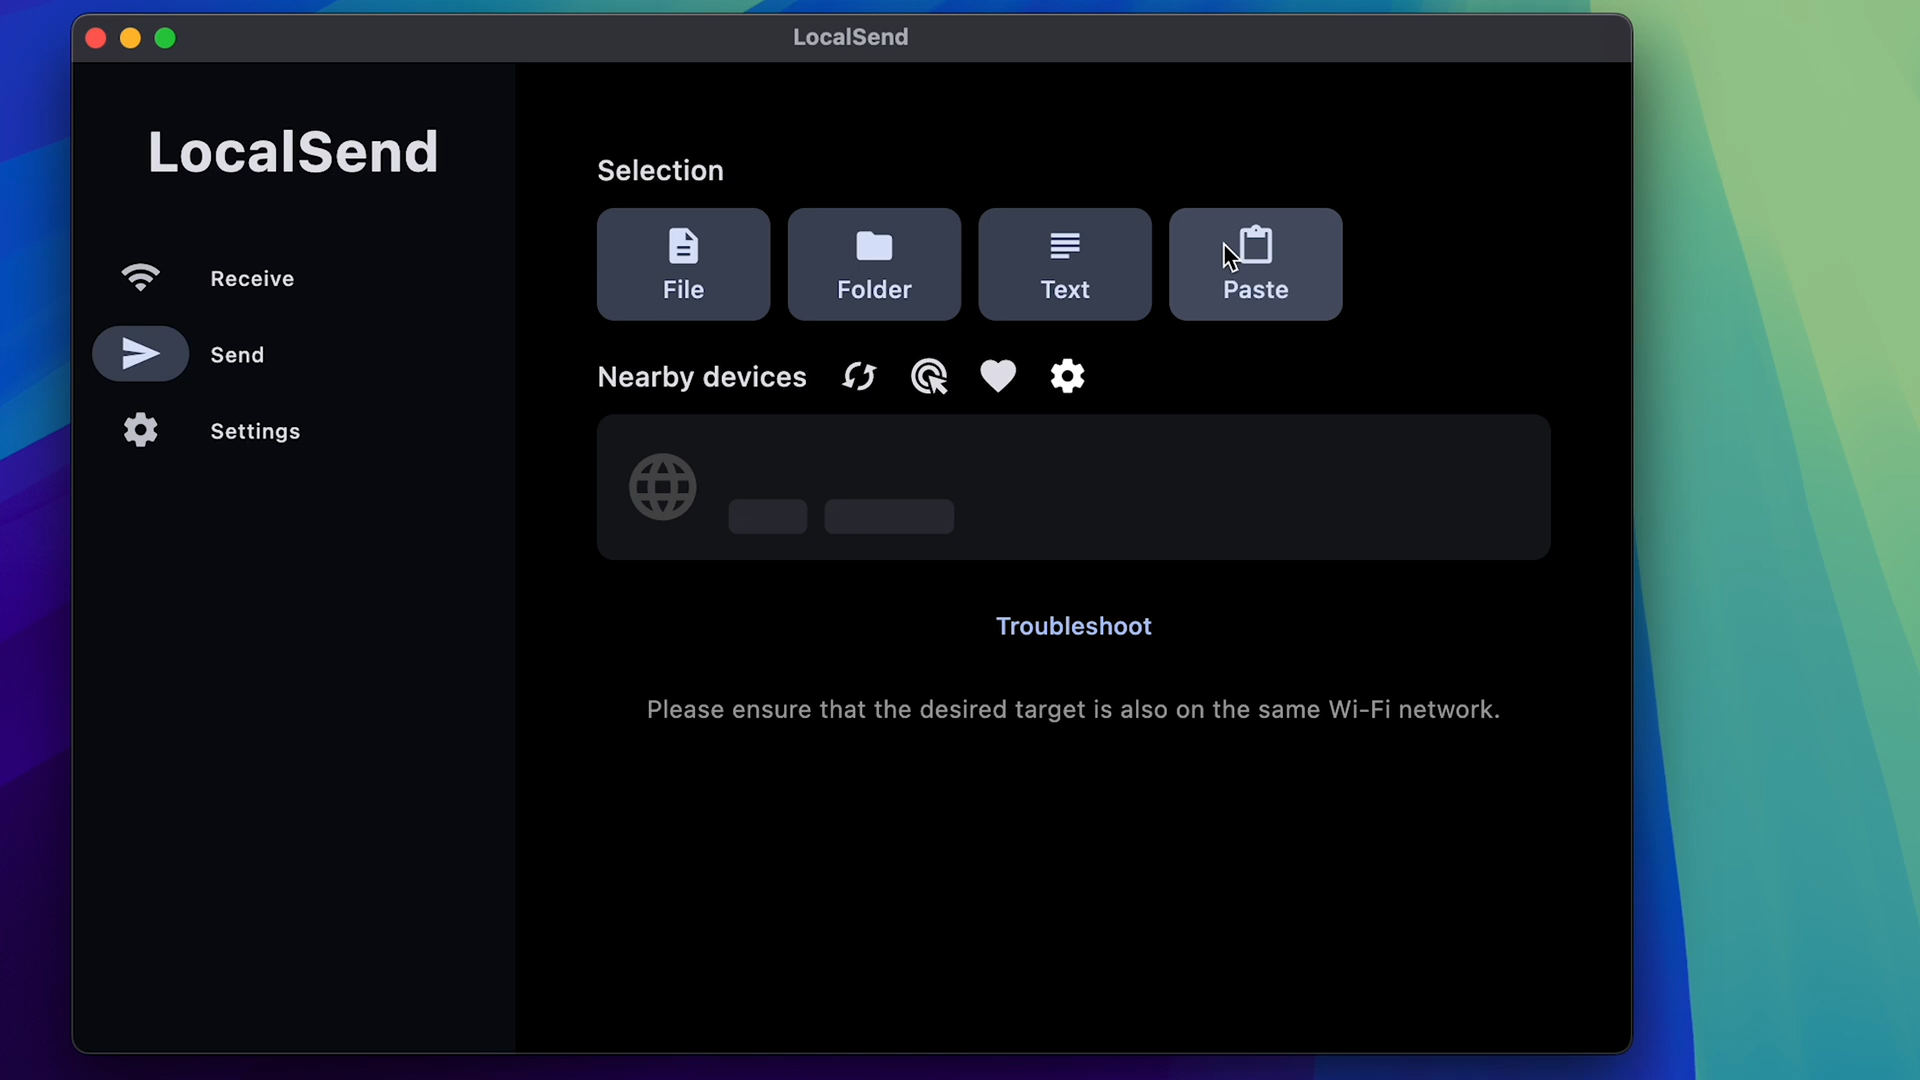 LocalSend
LocalSend
Receive
Send
Settings
Selection
File
Folder
Text
Paste
Nearby devices
Troubleshoot
Please ensure that the desired target is also on the same Wi-Fi network.